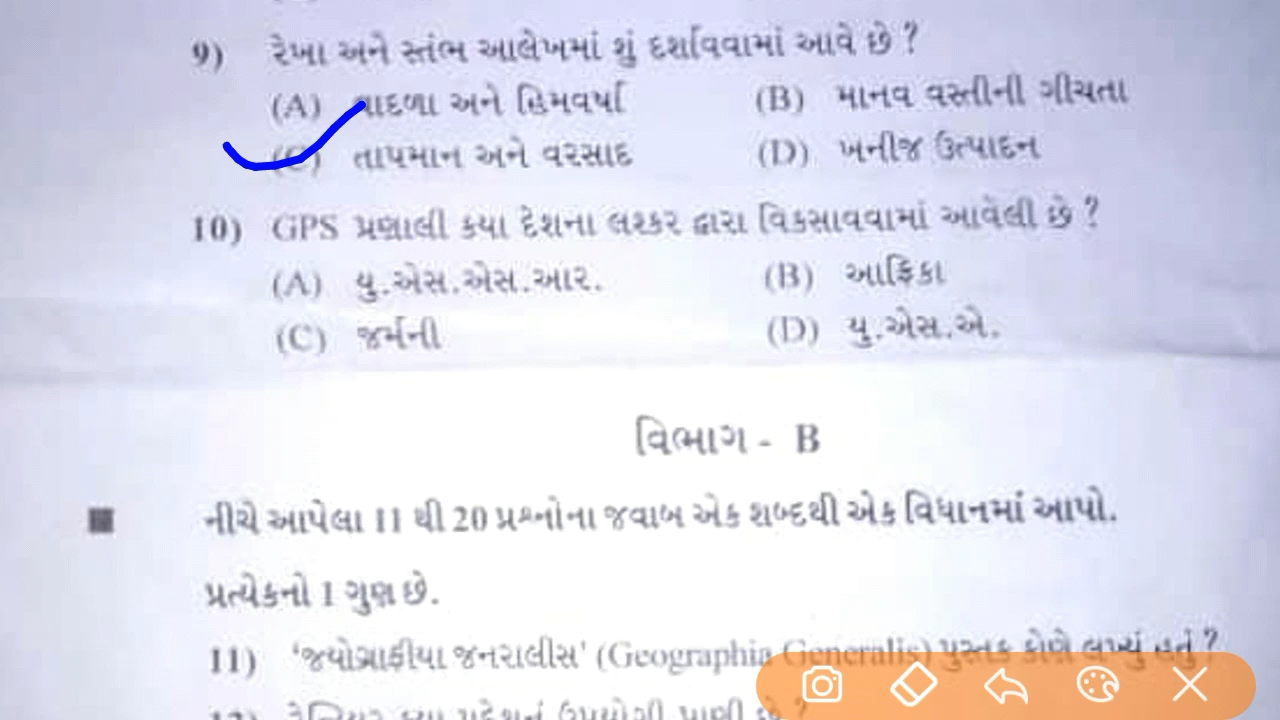 9) રેખા અને સ્તંભ આલેખમાં શું દર્શાવવામાં આવે છે ?
(A) વાદળા અને હિમવર્ષા (B) માનવ વસ્તીની ગીચતા
(C) તાપમાન અને વરસાદ (D) ખનીજ ઉત્પાદન
10) GPS પ્રણાલી કયા દેશના લશ્કર દ્વારા વિકસાવવામાં આવેલી છે ?
(A) યુ.એસ.એસ.આર. (B) આફ્રિકા
(C) જર્મની (D) યુ.એસ.એ.
વિભાગ - B
નીચે આપેલા 11 થી 20 પ્રશ્નોના જવાબ એક શબ્દથી એક વિધાનમાં આપો.
પ્રત્યેકનો 1 ગુણ છે.
11) 'જ્યોગ્રાફીયા જનરાલીસ' (Geographia Generalis) પુસ્તક કોણે લખ્યું હતું ?